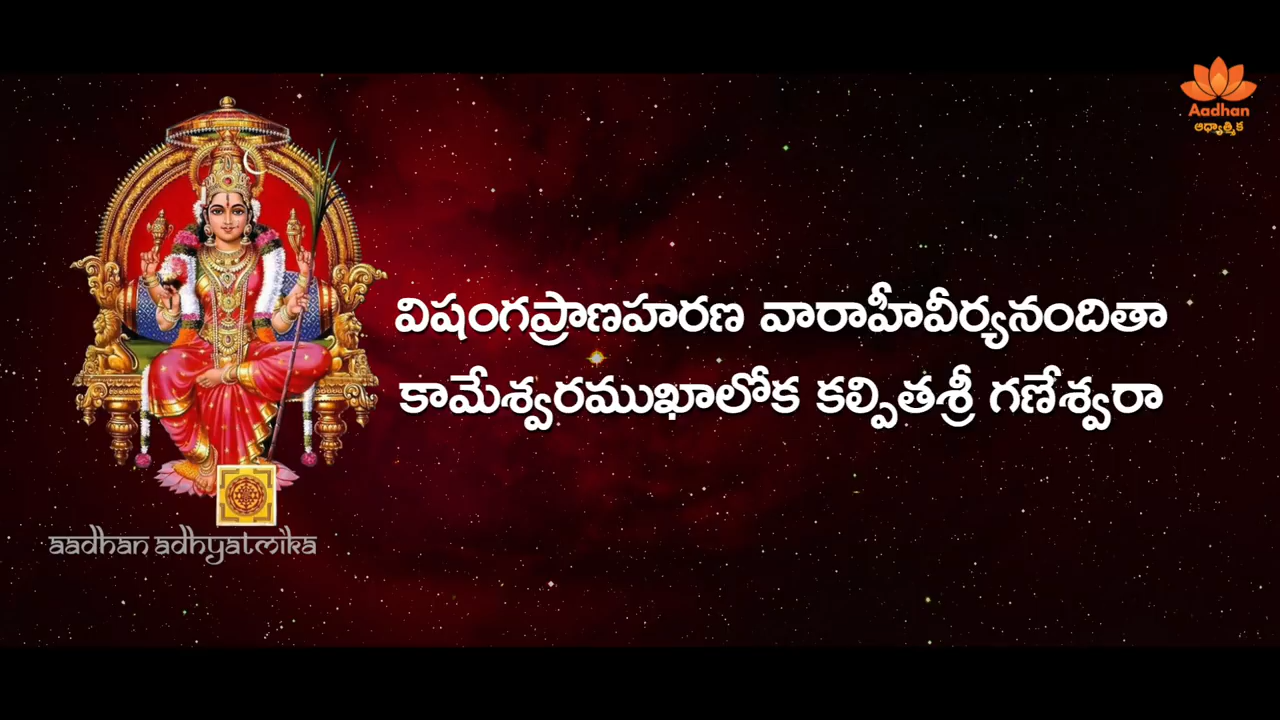 Aadhan
ఆధ్యాత్మిక
విషంగప్రాణహరణ వారాహీవీర్యనందితా
కామేశ్వరముఖాలోక కల్పితశ్రీ గణేశ్వరా
aadhan adhyatmika